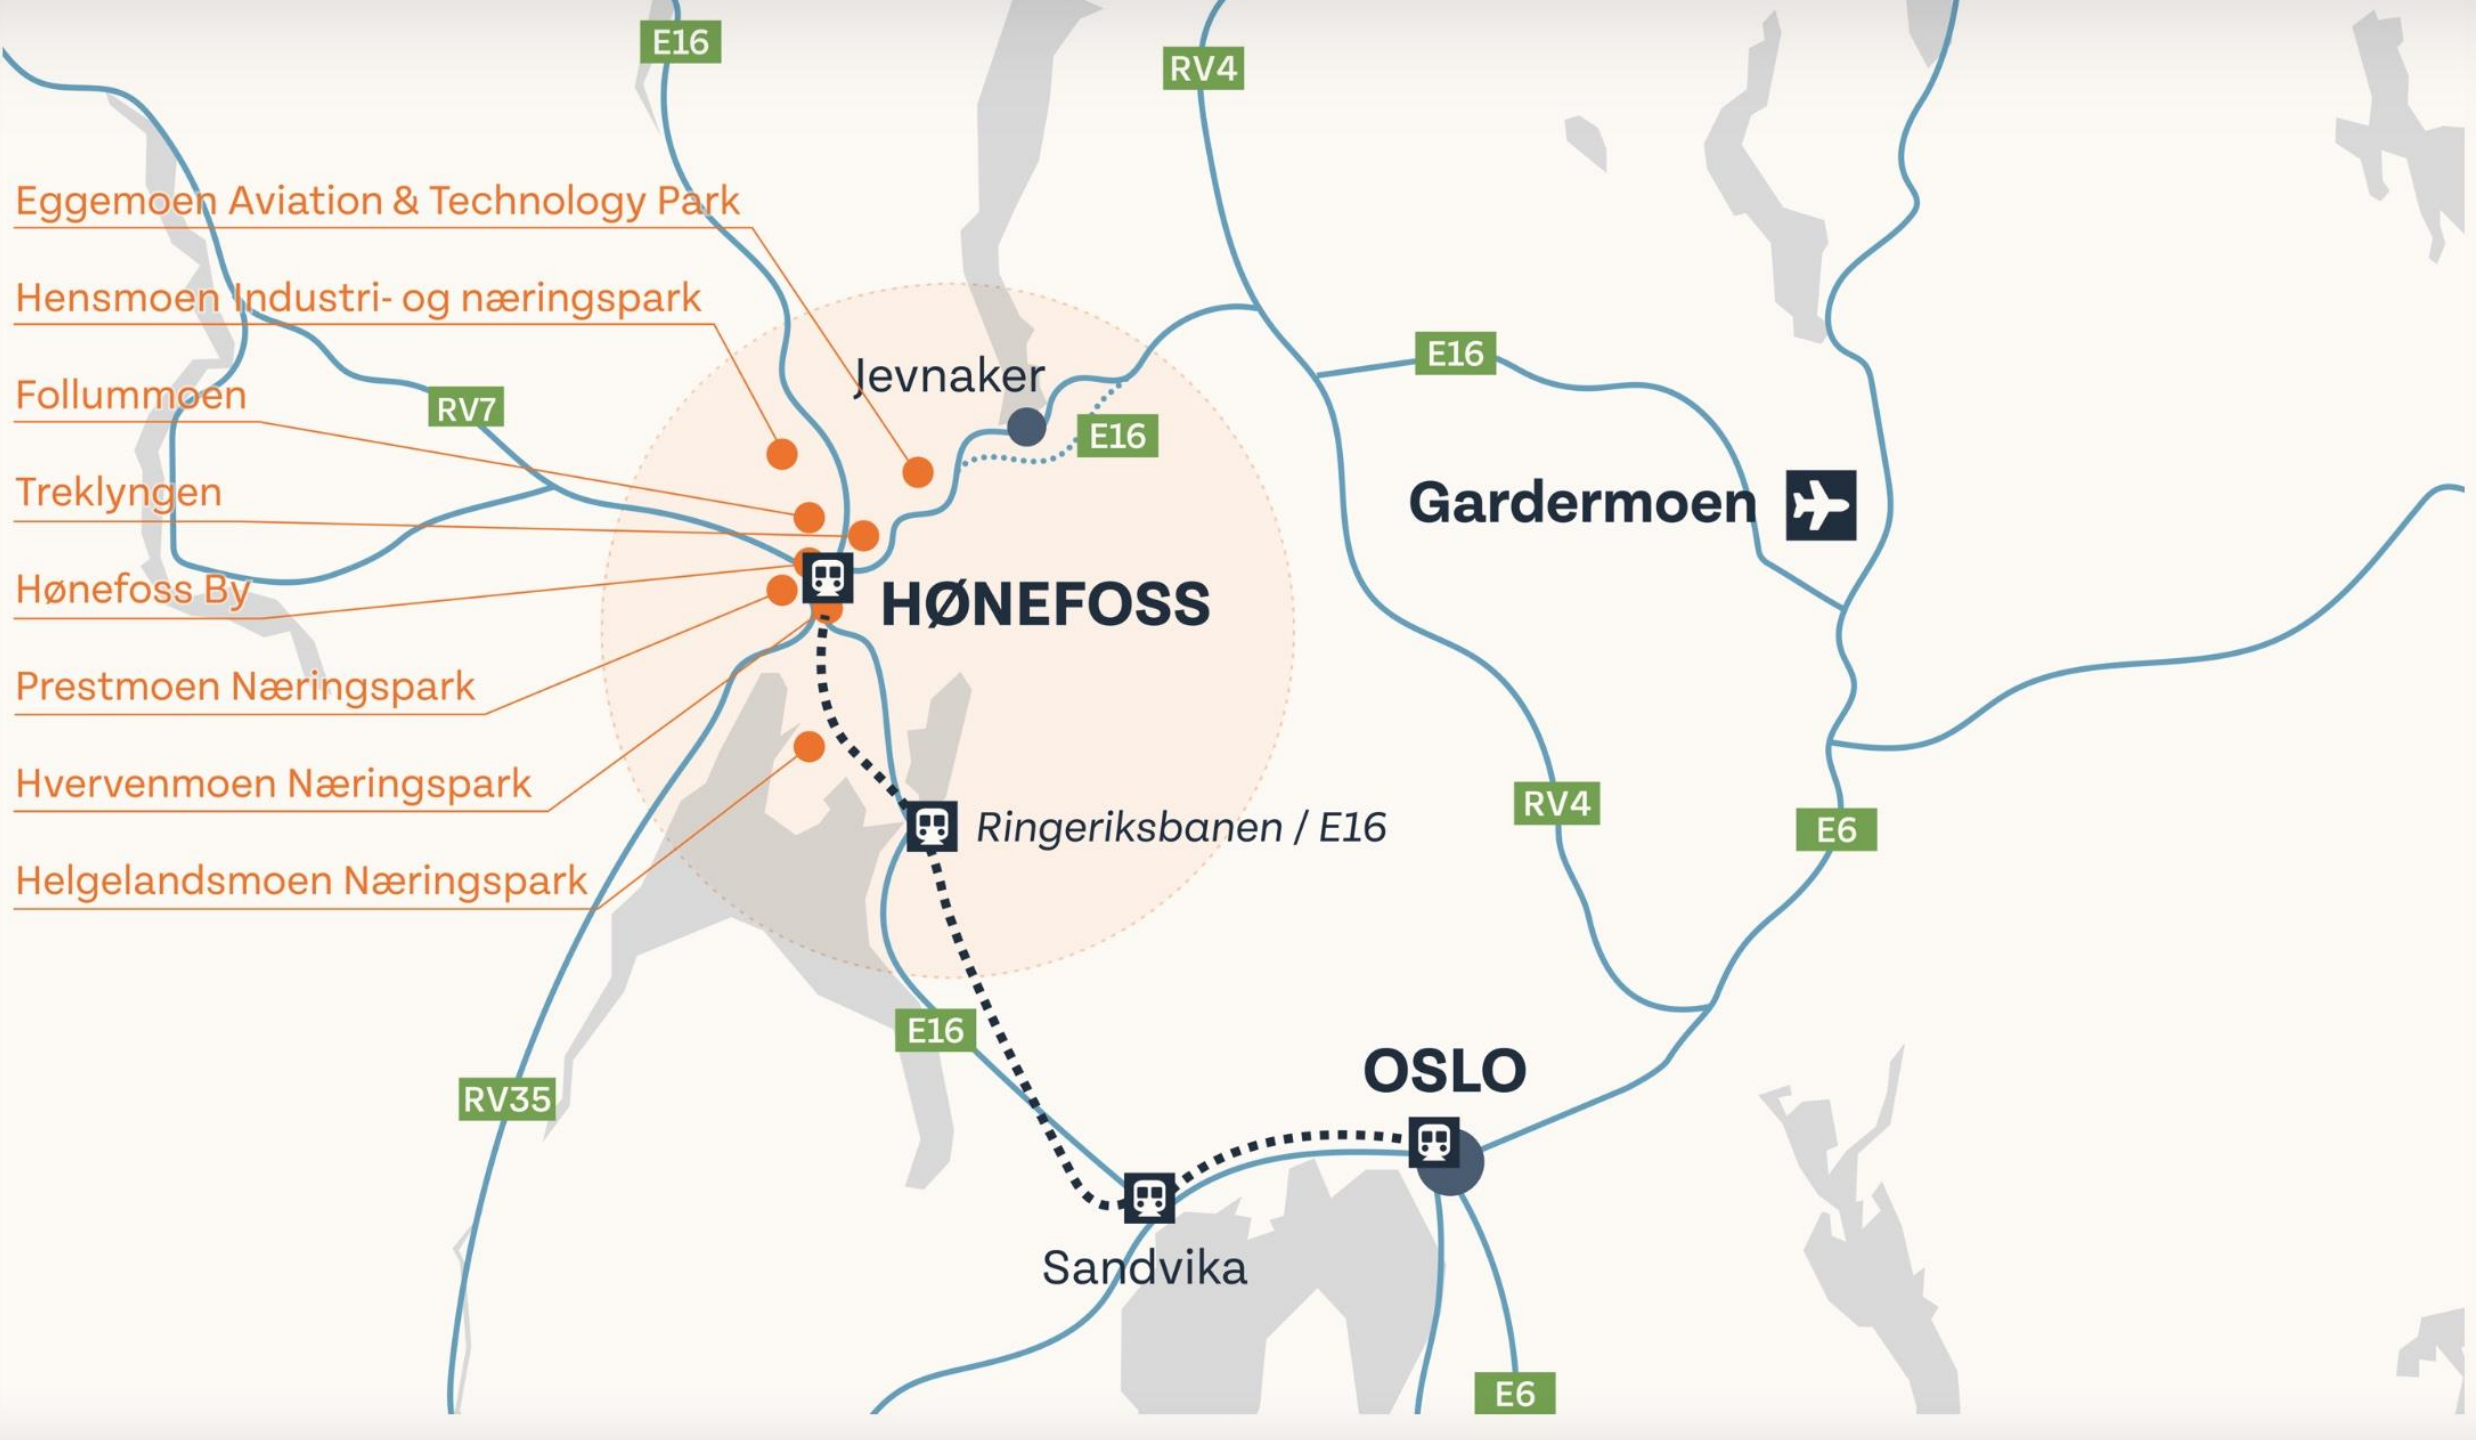 E16
RV4
Eggemoen Aviation & Technology Park
Hensmoen Industri- og næringspark
Jevnaker
E16
Follummoen
RV7
E16
Treklyngen
Gardermoen
Hønefoss By
HØNEFOSS
Prestmoen Næringspark
Hvervenmoen Næringspark
RV4
Ringeriksbanen / E16
E6
Helgelandsmoen Næringspark
E16
OSLO
RV35
Sandvika
E6